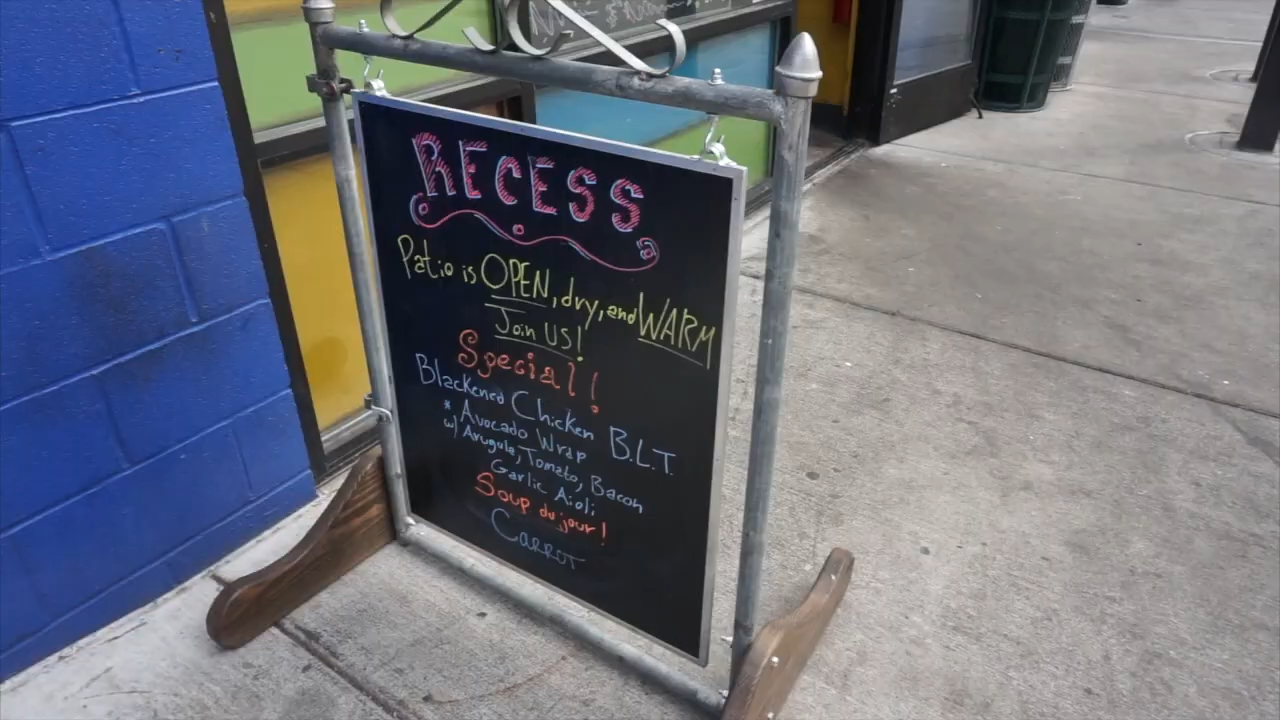 RECESS
Patio is OPEN, dry, and WARM
Join US!
Special!
Blackened Chicken B.L.T.
* Avocado Wrap
w/ Arugula, Tomato, Bacon
Garlic Aioli
Soup du jour!
CARROT